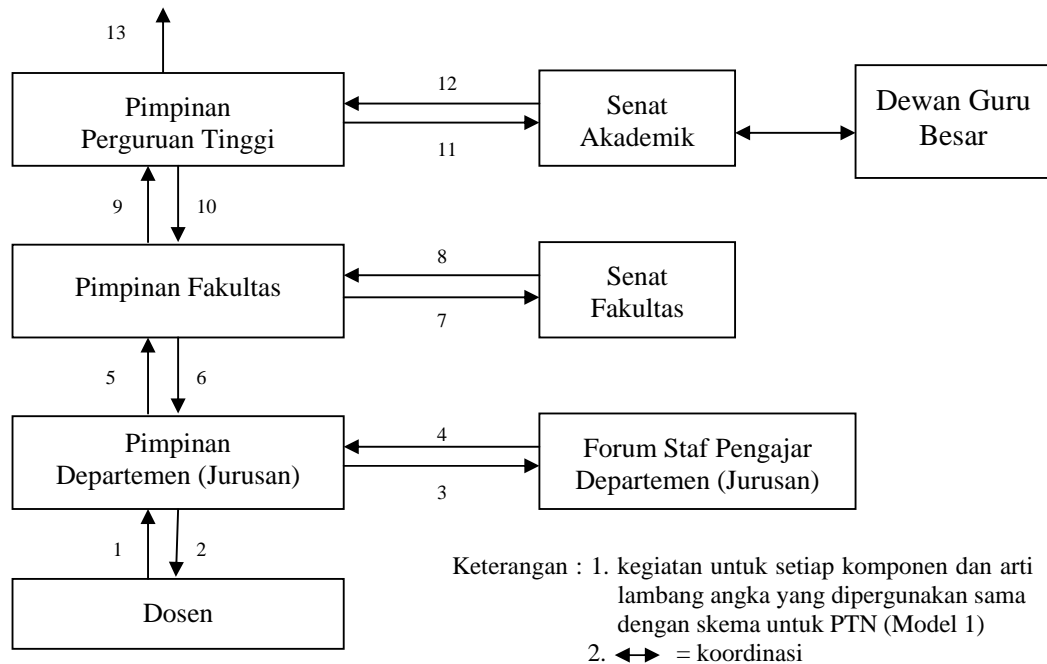 13
Pimpinan
Perguruan Tinggi
12
11
Senat
Akademik
Dewan Guru
Besar
9
10
Pimpinan Fakultas
8
7
Senat
Fakultas
5
6
Pimpinan
Departemen (Jurusan)
4
3
Forum Staf Pengajar
Departemen (Jurusan)
1
2
Dosen
Keterangan : 1. kegiatan untuk setiap komponen dan arti
lambang angka yang dipergunakan sama
dengan skema untuk PTN (Model 1)
2. ↔ = koordinasi